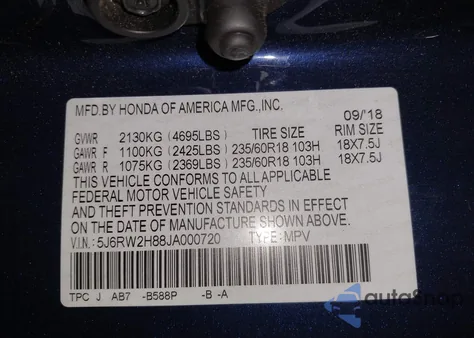 MFD.BY HONDA OF AMERICA MFG.,INC.
09/'18
GVWR 2130KG (4695LBS) TIRE SIZE RIM SIZE
GAWR F 1100KG (2425LBS) 235/60R18 103H 18X7.5J
GAWR R 1075KG (2369LBS) 235/60R18 103H 18X7.5J
THIS VEHICLE CONFORMS TO ALL APPLICABLE
FEDERAL MOTOR VEHICLE SAFETY
AND THEFT PREVENTION STANDARDS IN EFFECT
ON THE DATE OF MANUFACTURE SHOWN ABOVE.
V.I.N.: 5J6RW2H88JA000720 TYPE: MPV
TPC J AB7 -B588P -B -A
autosnap